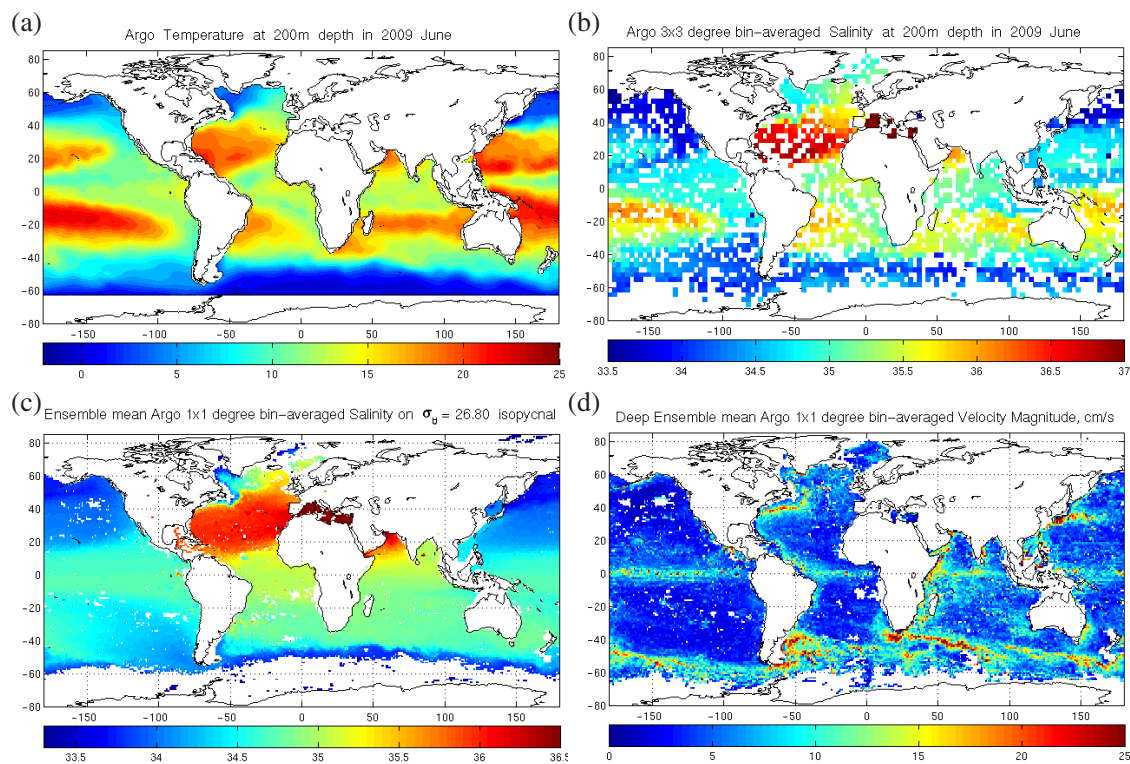 (a)
Argo Temperature at 200m depth in 2009 June
80
60
40
20
0
−20
−40
−60
−80
−150 −100 −50 0 50 100 150
0 5 10 15 20 25
(b)
Argo 3x3 degree bin−averaged Salinity at 200m depth in 2009 June
80
60
40
20
0
−20
−40
−60
−80
−150 −100 −50 0 50 100 150
33.5 34 34.5 35 35.5 36 36.5 37
(c)
Ensemble mean Argo 1x1 degree bin−averaged Salinity on σθ = 26.80 isopycnal
80
60
40
20
0
−20
−40
−60
−80
−150 −100 −50 0 50 100 150
33.5 34 34.5 35 35.5 36 36.5
(d)
Deep Ensemble mean Argo 1x1 degree bin−averaged Velocity Magnitude, cm/s
80
60
40
20
0
−20
−40
−60
−80
−150 −100 −50 0 50 100 150
0 5 10 15 20 25